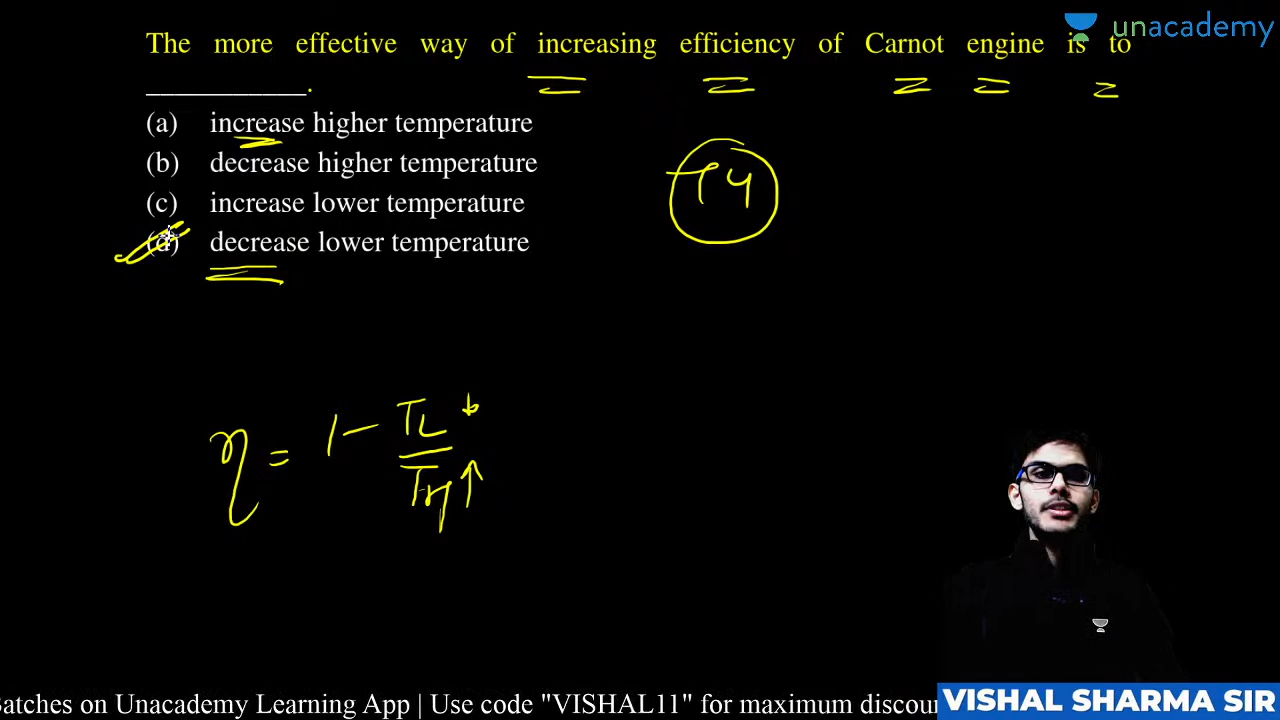 unacademy
The more effective way of increasing efficiency of Carnot engine is to
___________.
(a) increase higher temperature
(b) decrease higher temperature
(c) increase lower temperature
(d) decrease lower temperature
η = 1 - TL ↓ / TH ↑
Batches on Unacademy Learning App | Use code "VISHAL11" for maximum discou
VISHAL SHARMA SIR